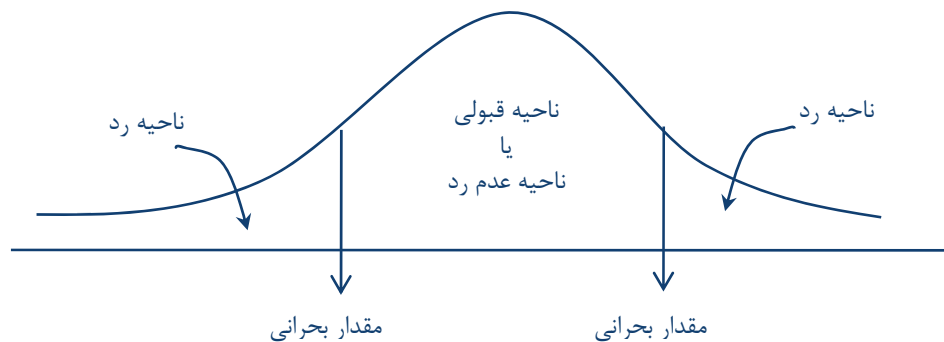 ناحیه رد
ناحیه قبولی
یا
ناحیه عدم رد
ناحیه رد
مقدار بحرانی
مقدار بحرانی